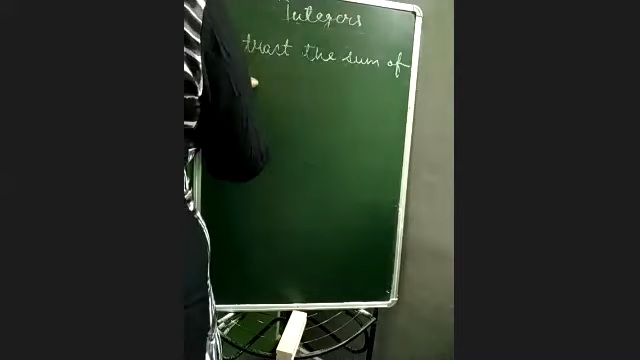 Integers
tract the sum of